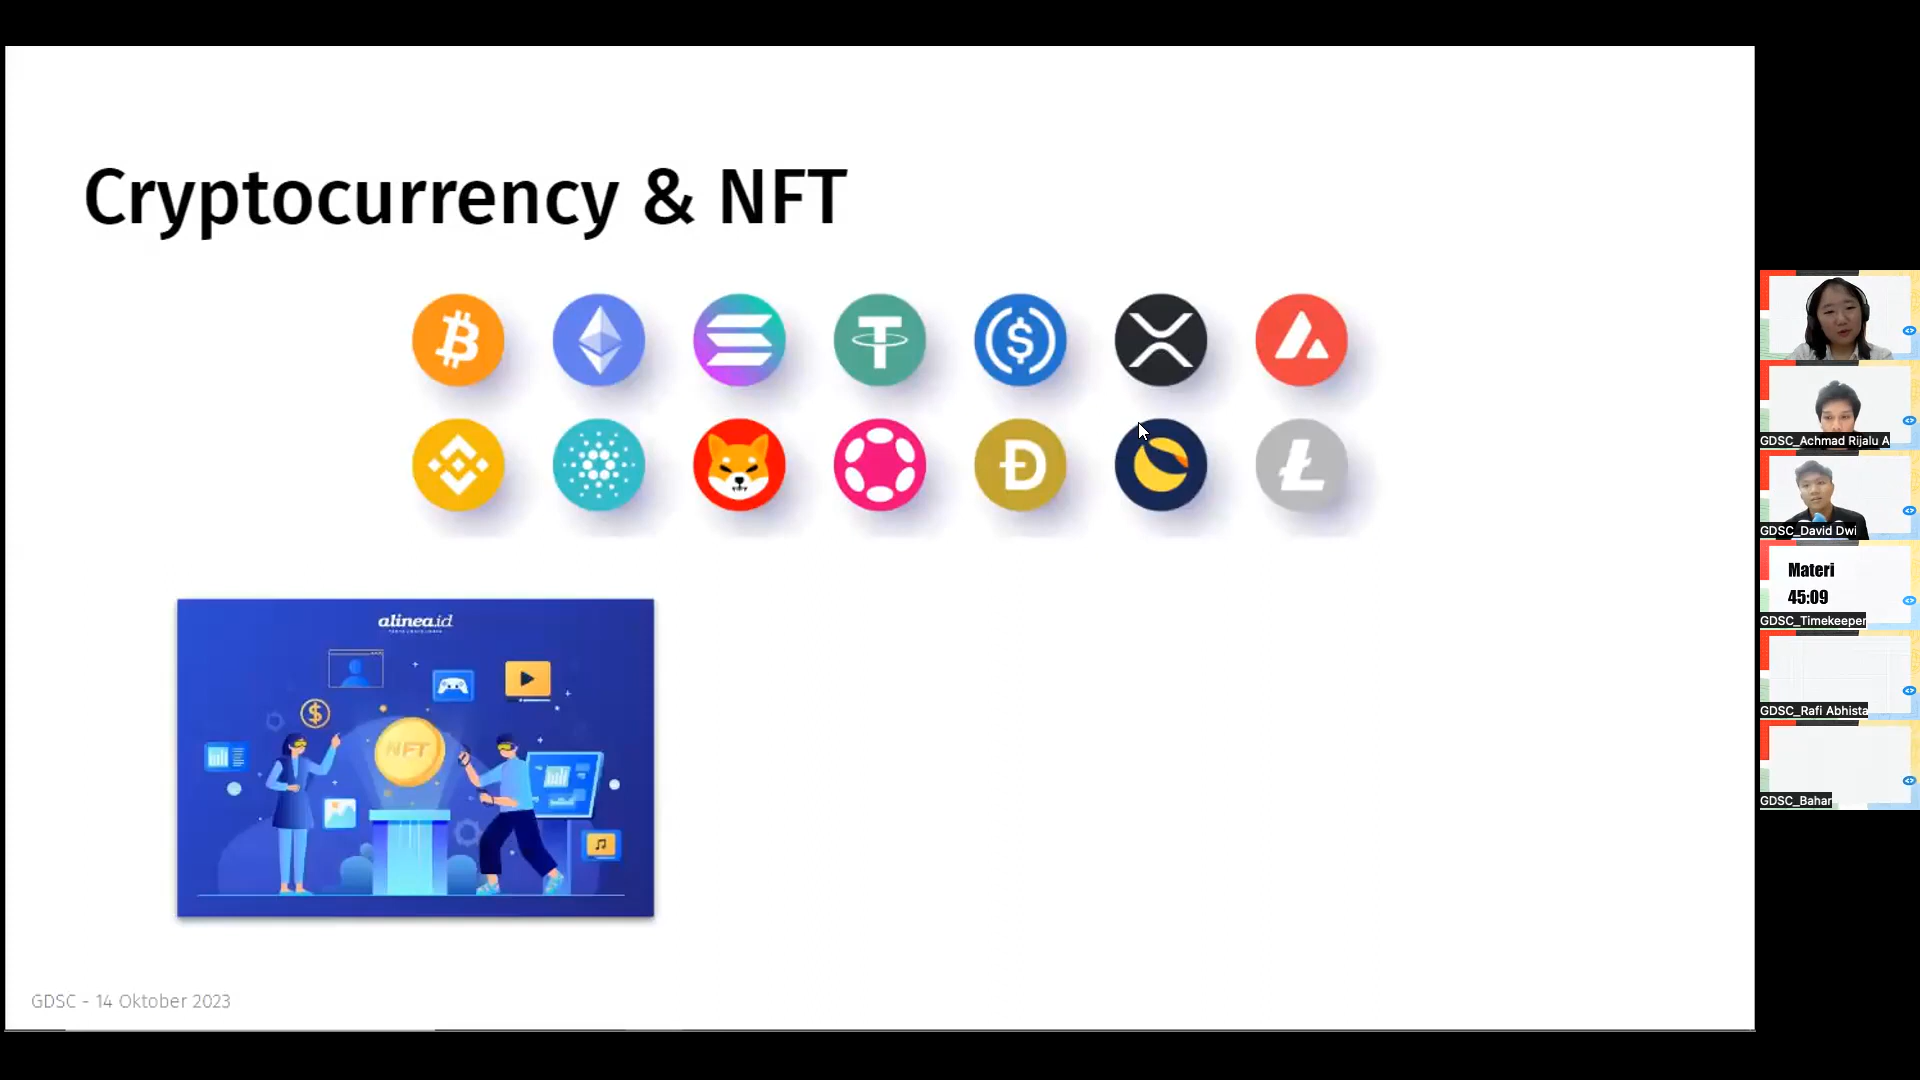 Cryptocurrency & NFT
alinea.id
NFT
GDSC - 14 Oktober 2023
GDSC_Achmad Rijalu A
GDSC_David Dwi
Materi
45:09
GDSC_Timekeeper
GDSC_Rafi Abhista
GDSC_Bahar